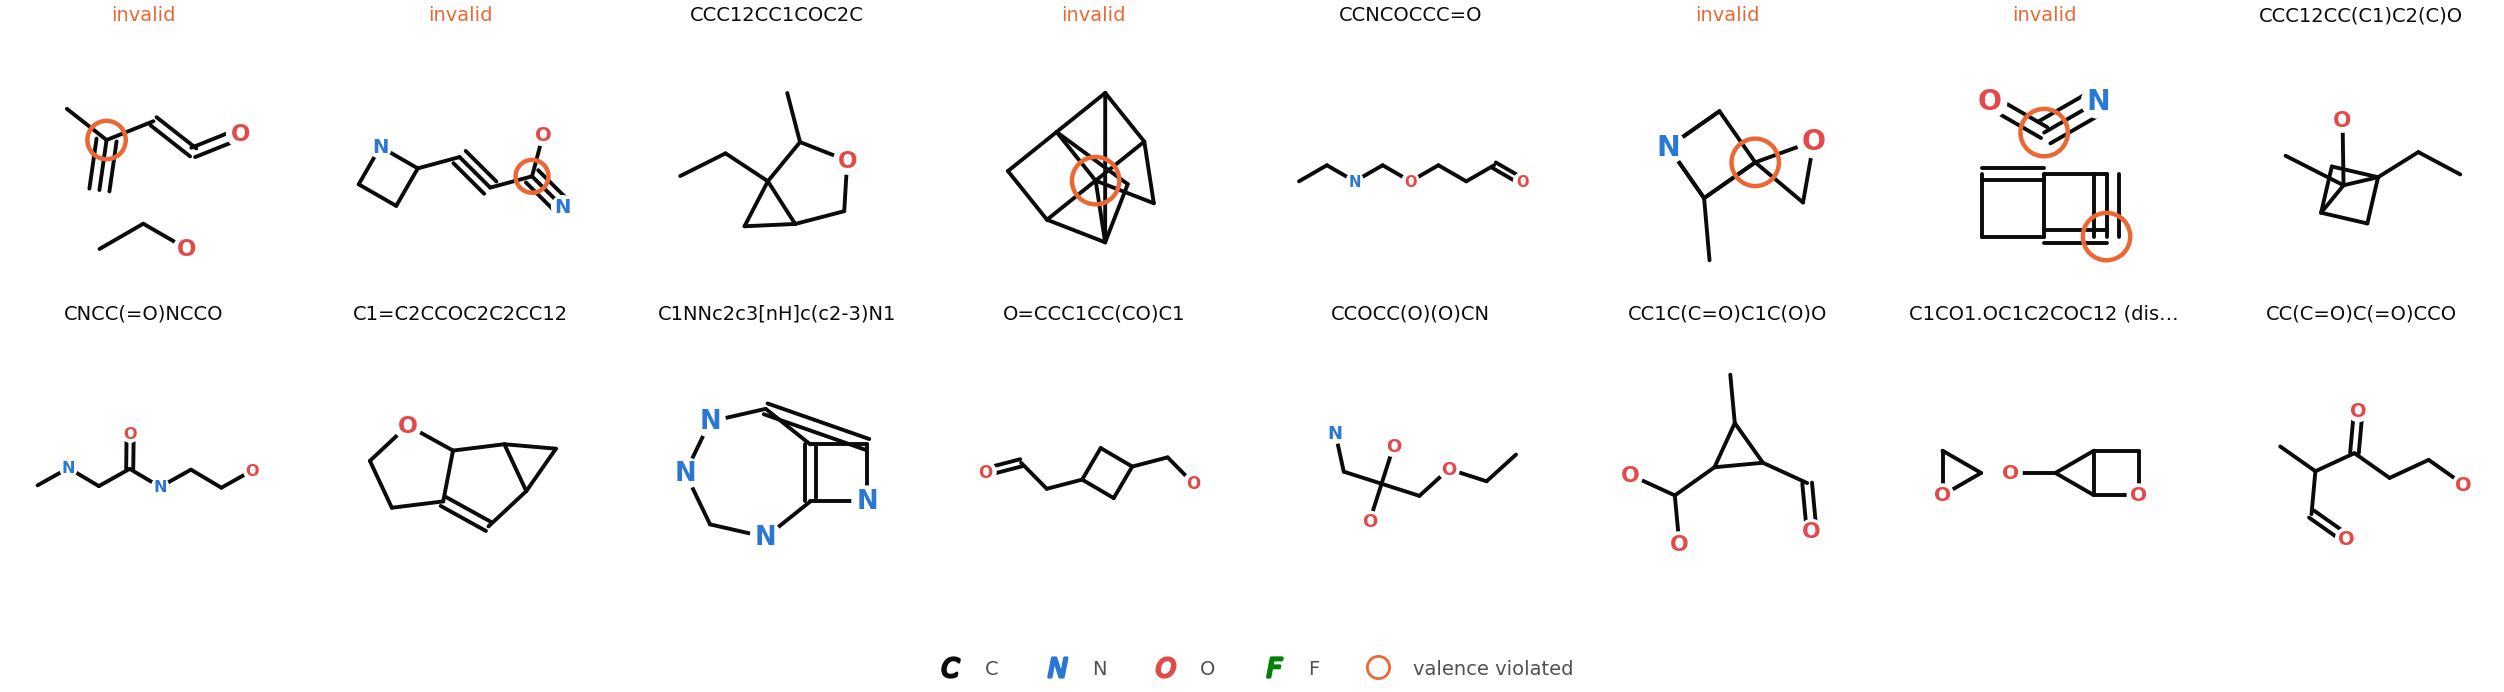 invalid invalid CCC12CC1COC2C invalid CCNCOCCC=O invalid invalid CCC12CC(C1)C2(C)O
O N O O N O O N O
N O N O
O
CNCC(=O)NCCO C1=C2CCOC2C2CC12 C1NNc2c3[nH]c(c2-3)N1 O=CCC1CC(CO)C1 CCOCC(O)(O)CN CC1C(C=O)C1C(O)O C1CO1.OC1C2COC12 (dis... CC(C=O)C(=O)CCO
O O N N O O O
N N O N N O O O O O O O
O N O O O O O O
C C N N O O F F valence violated